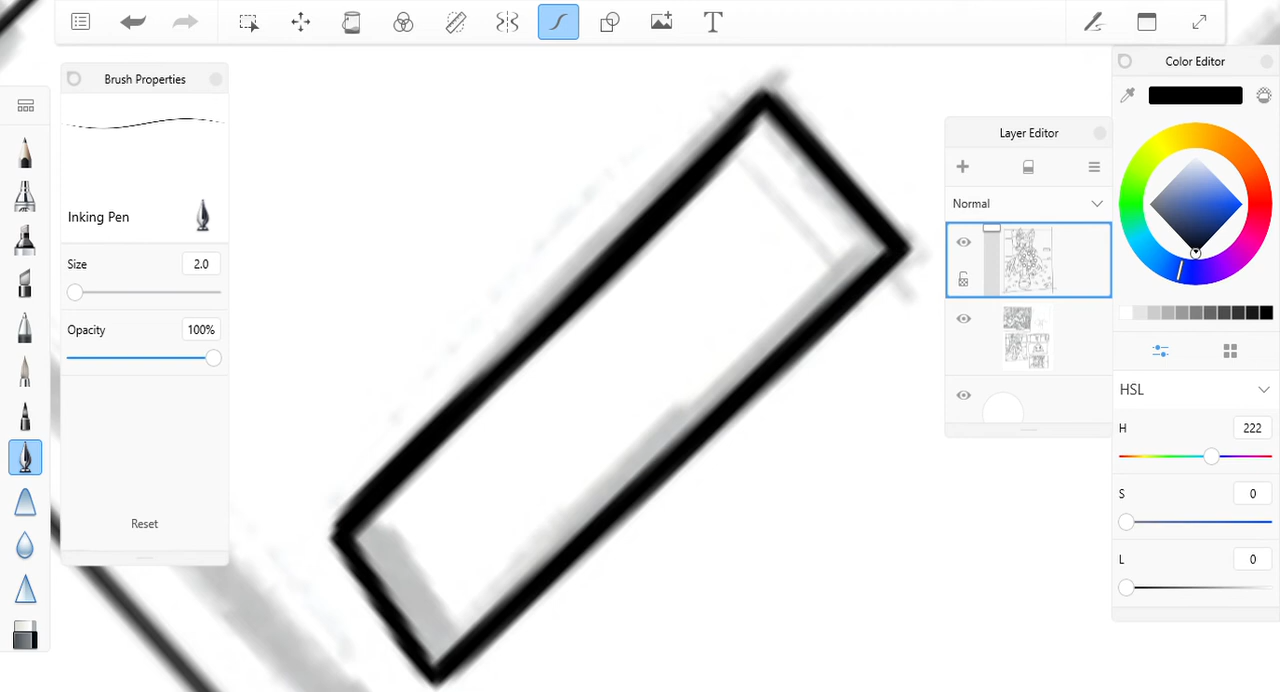 T
Brush Properties
Inking Pen
Size
2.0
Opacity
100%
Reset
Layer Editor
Normal
Color Editor
HSL
H
222
S
0
L
0